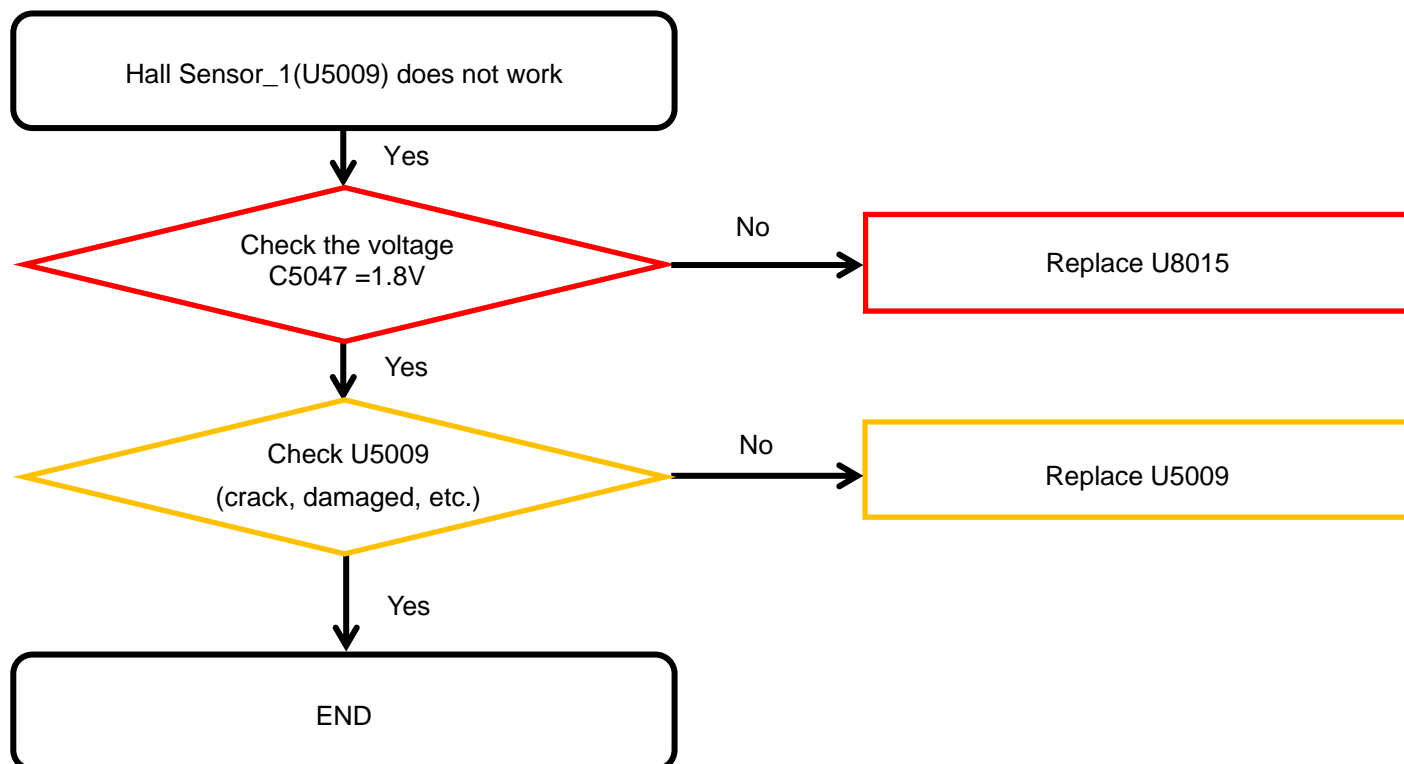 Hall Sensor_1(U5009) does not work
Yes
Check the voltage
C5047 =1.8V
No
Replace U8015
Yes
Check U5009
(crack, damaged, etc.)
No
Replace U5009
Yes
END